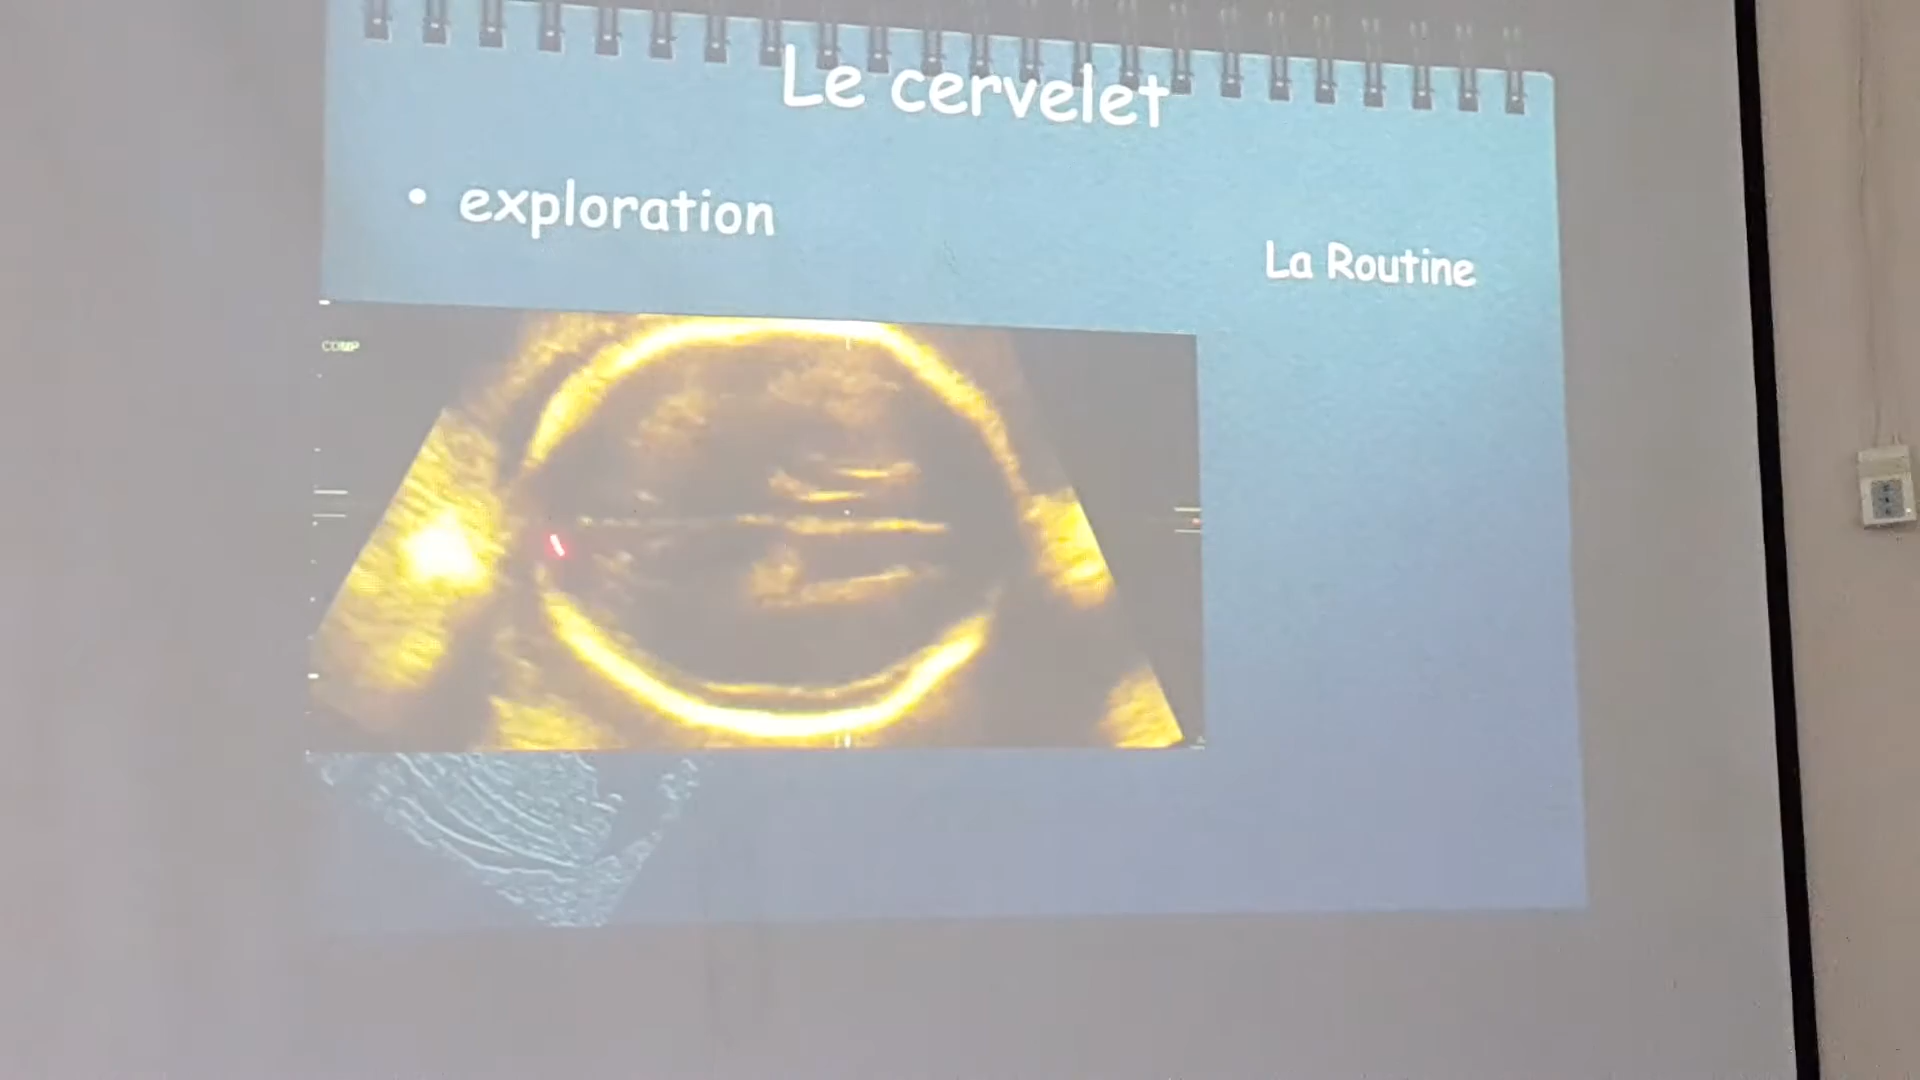 Le cervelet
• exploration
La Routine
COMP